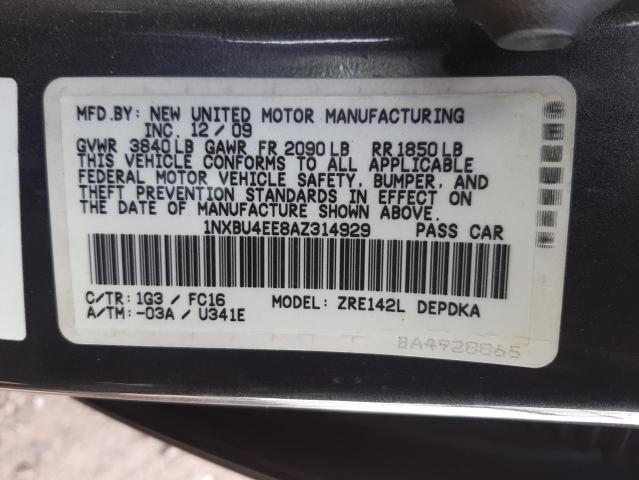 MFD.BY: NEW UNITED MOTOR MANUFACTURING
INC. 12/09
GVWR 3840LB GAWR FR 2090LB RR 1850LB
THIS VEHICLE CONFORMS TO ALL APPLICABLE
FEDERAL MOTOR VEHICLE SAFETY, BUMPER, AND
THEFT PREVENTION STANDARDS IN EFFECT ON
THE DATE OF MANUFACTURE SHOWN ABOVE.
1NXBU4EE8AZ314929 PASS CAR
C/TR: 1G3 / FC16 MODEL: ZRE142L DEPDKA
A/TM: -03A / U341E
8A4928865